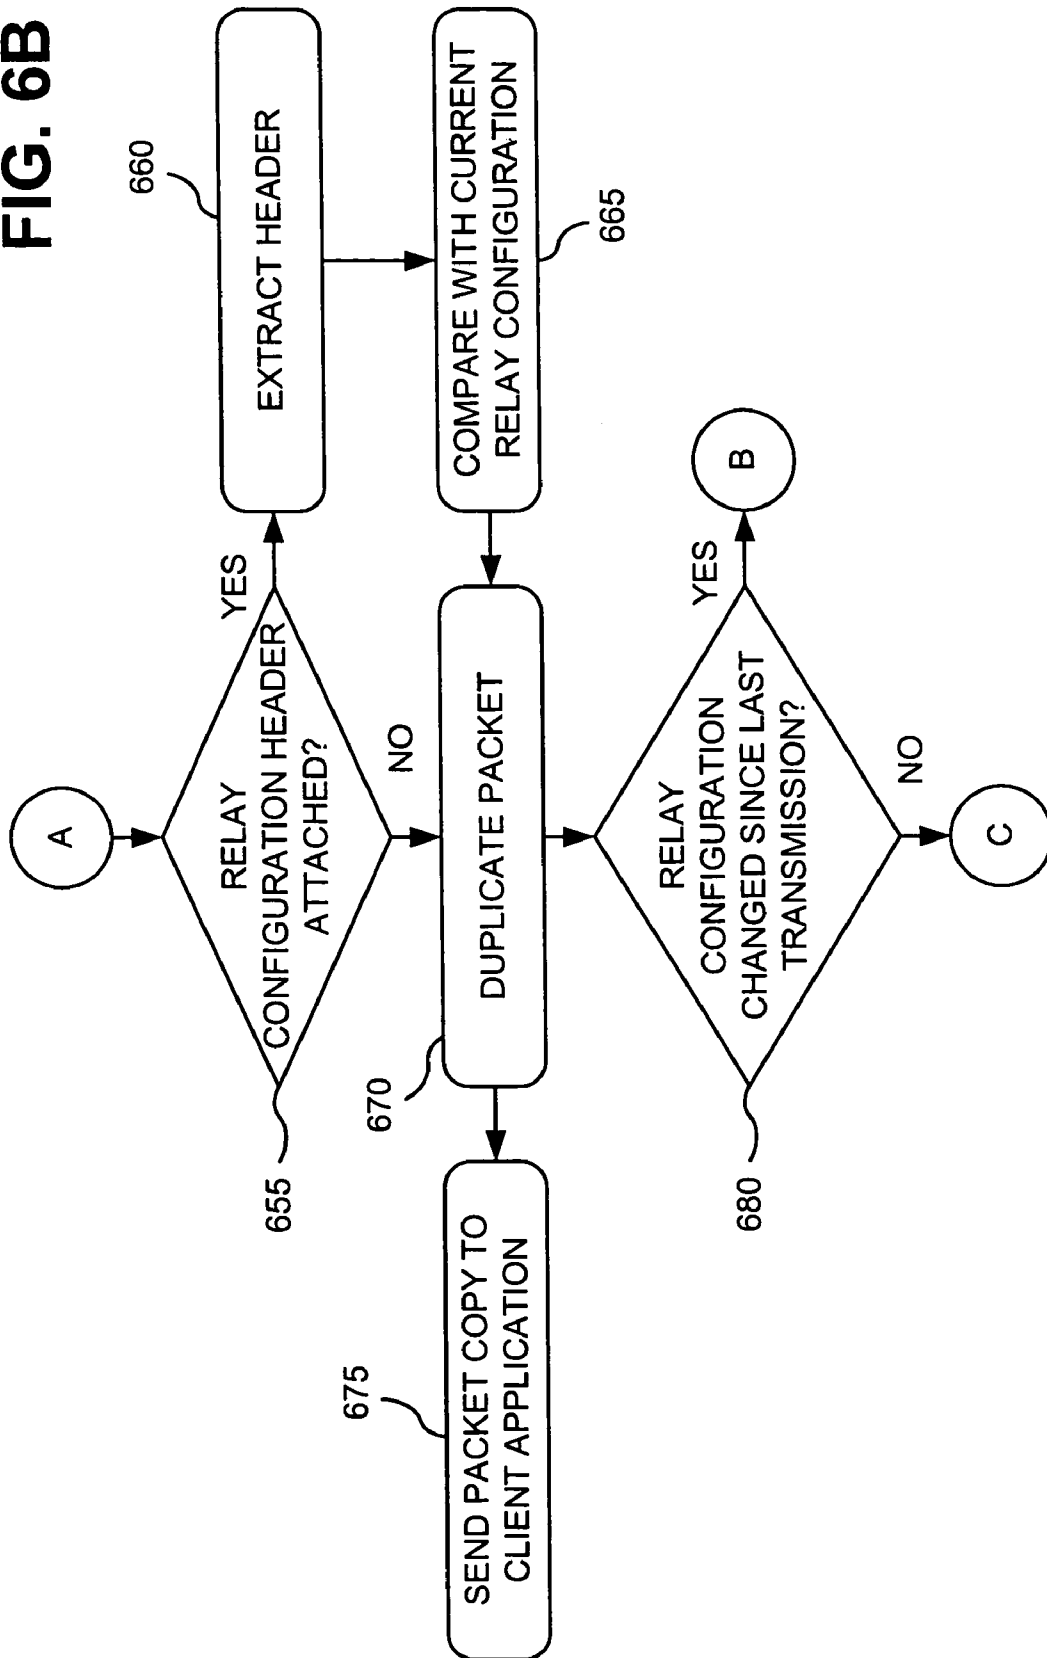 FIG. 6B
A
RELAY
CONFIGURATION HEADER
ATTACHED?
655
YES
NO
EXTRACT HEADER
660
COMPARE WITH CURRENT
RELAY CONFIGURATION
665
DUPLICATE PACKET
670
SEND PACKET COPY TO
CLIENT APPLICATION
675
RELAY
CONFIGURATION
CHANGED SINCE LAST
TRANSMISSION?
680
YES
B
NO
C